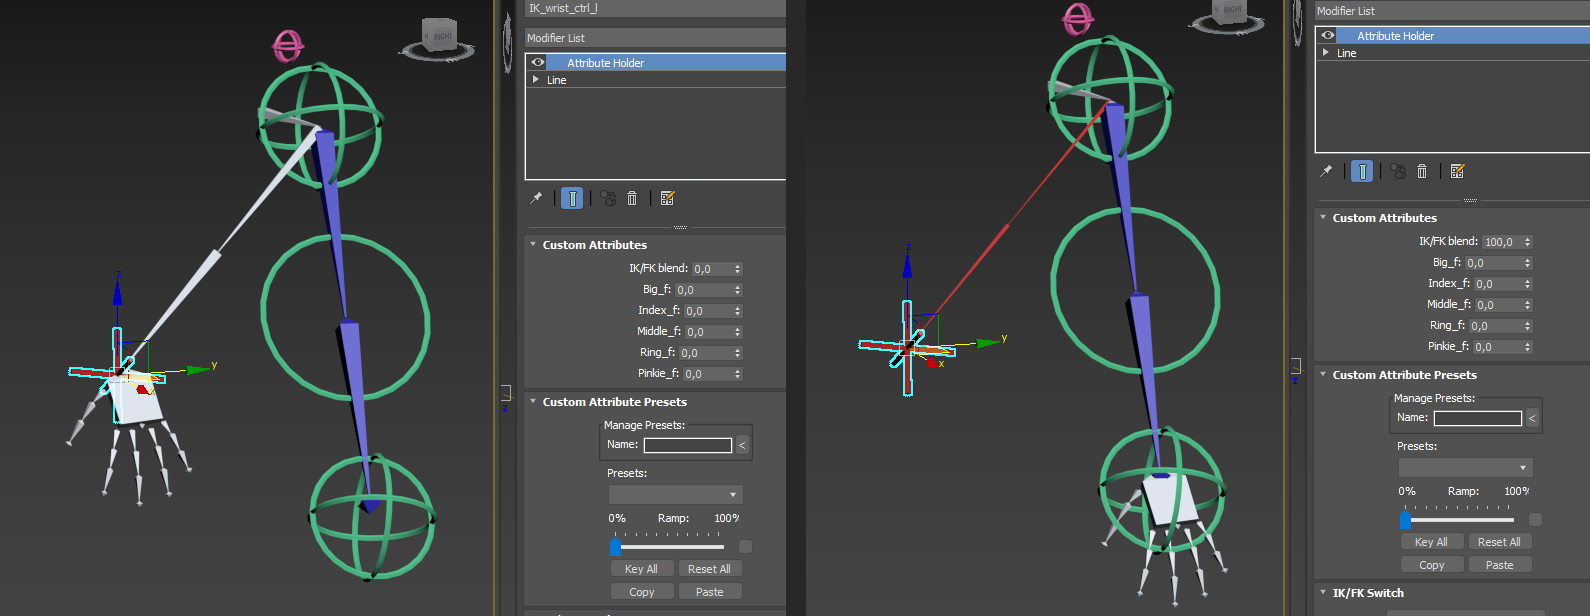 IK_wrist_ctrl_l
Modifier List
Attribute Holder
Line
Custom Attributes
IK/FK blend: 0,0
Big_f: 0,0
Index_f: 0,0
Middle_f: 0,0
Ring_f: 0,0
Pinkie_f: 0,0
Custom Attribute Presets
Manage Presets:
Name: <
Presets:
0% Ramp: 100%
Key All Reset All
Copy Paste
RIGHT
z
y
x
z
Modifier List
Attribute Holder
Line
Custom Attributes
IK/FK blend: 100,0
Big_f: 0,0
Index_f: 0,0
Middle_f: 0,0
Ring_f: 0,0
Pinkie_f: 0,0
Custom Attribute Presets
Manage Presets:
Name: <
Presets:
0% Ramp: 100%
Key All Reset All
Copy Paste
IK/FK Switch
RIGHT
z
y
x
z